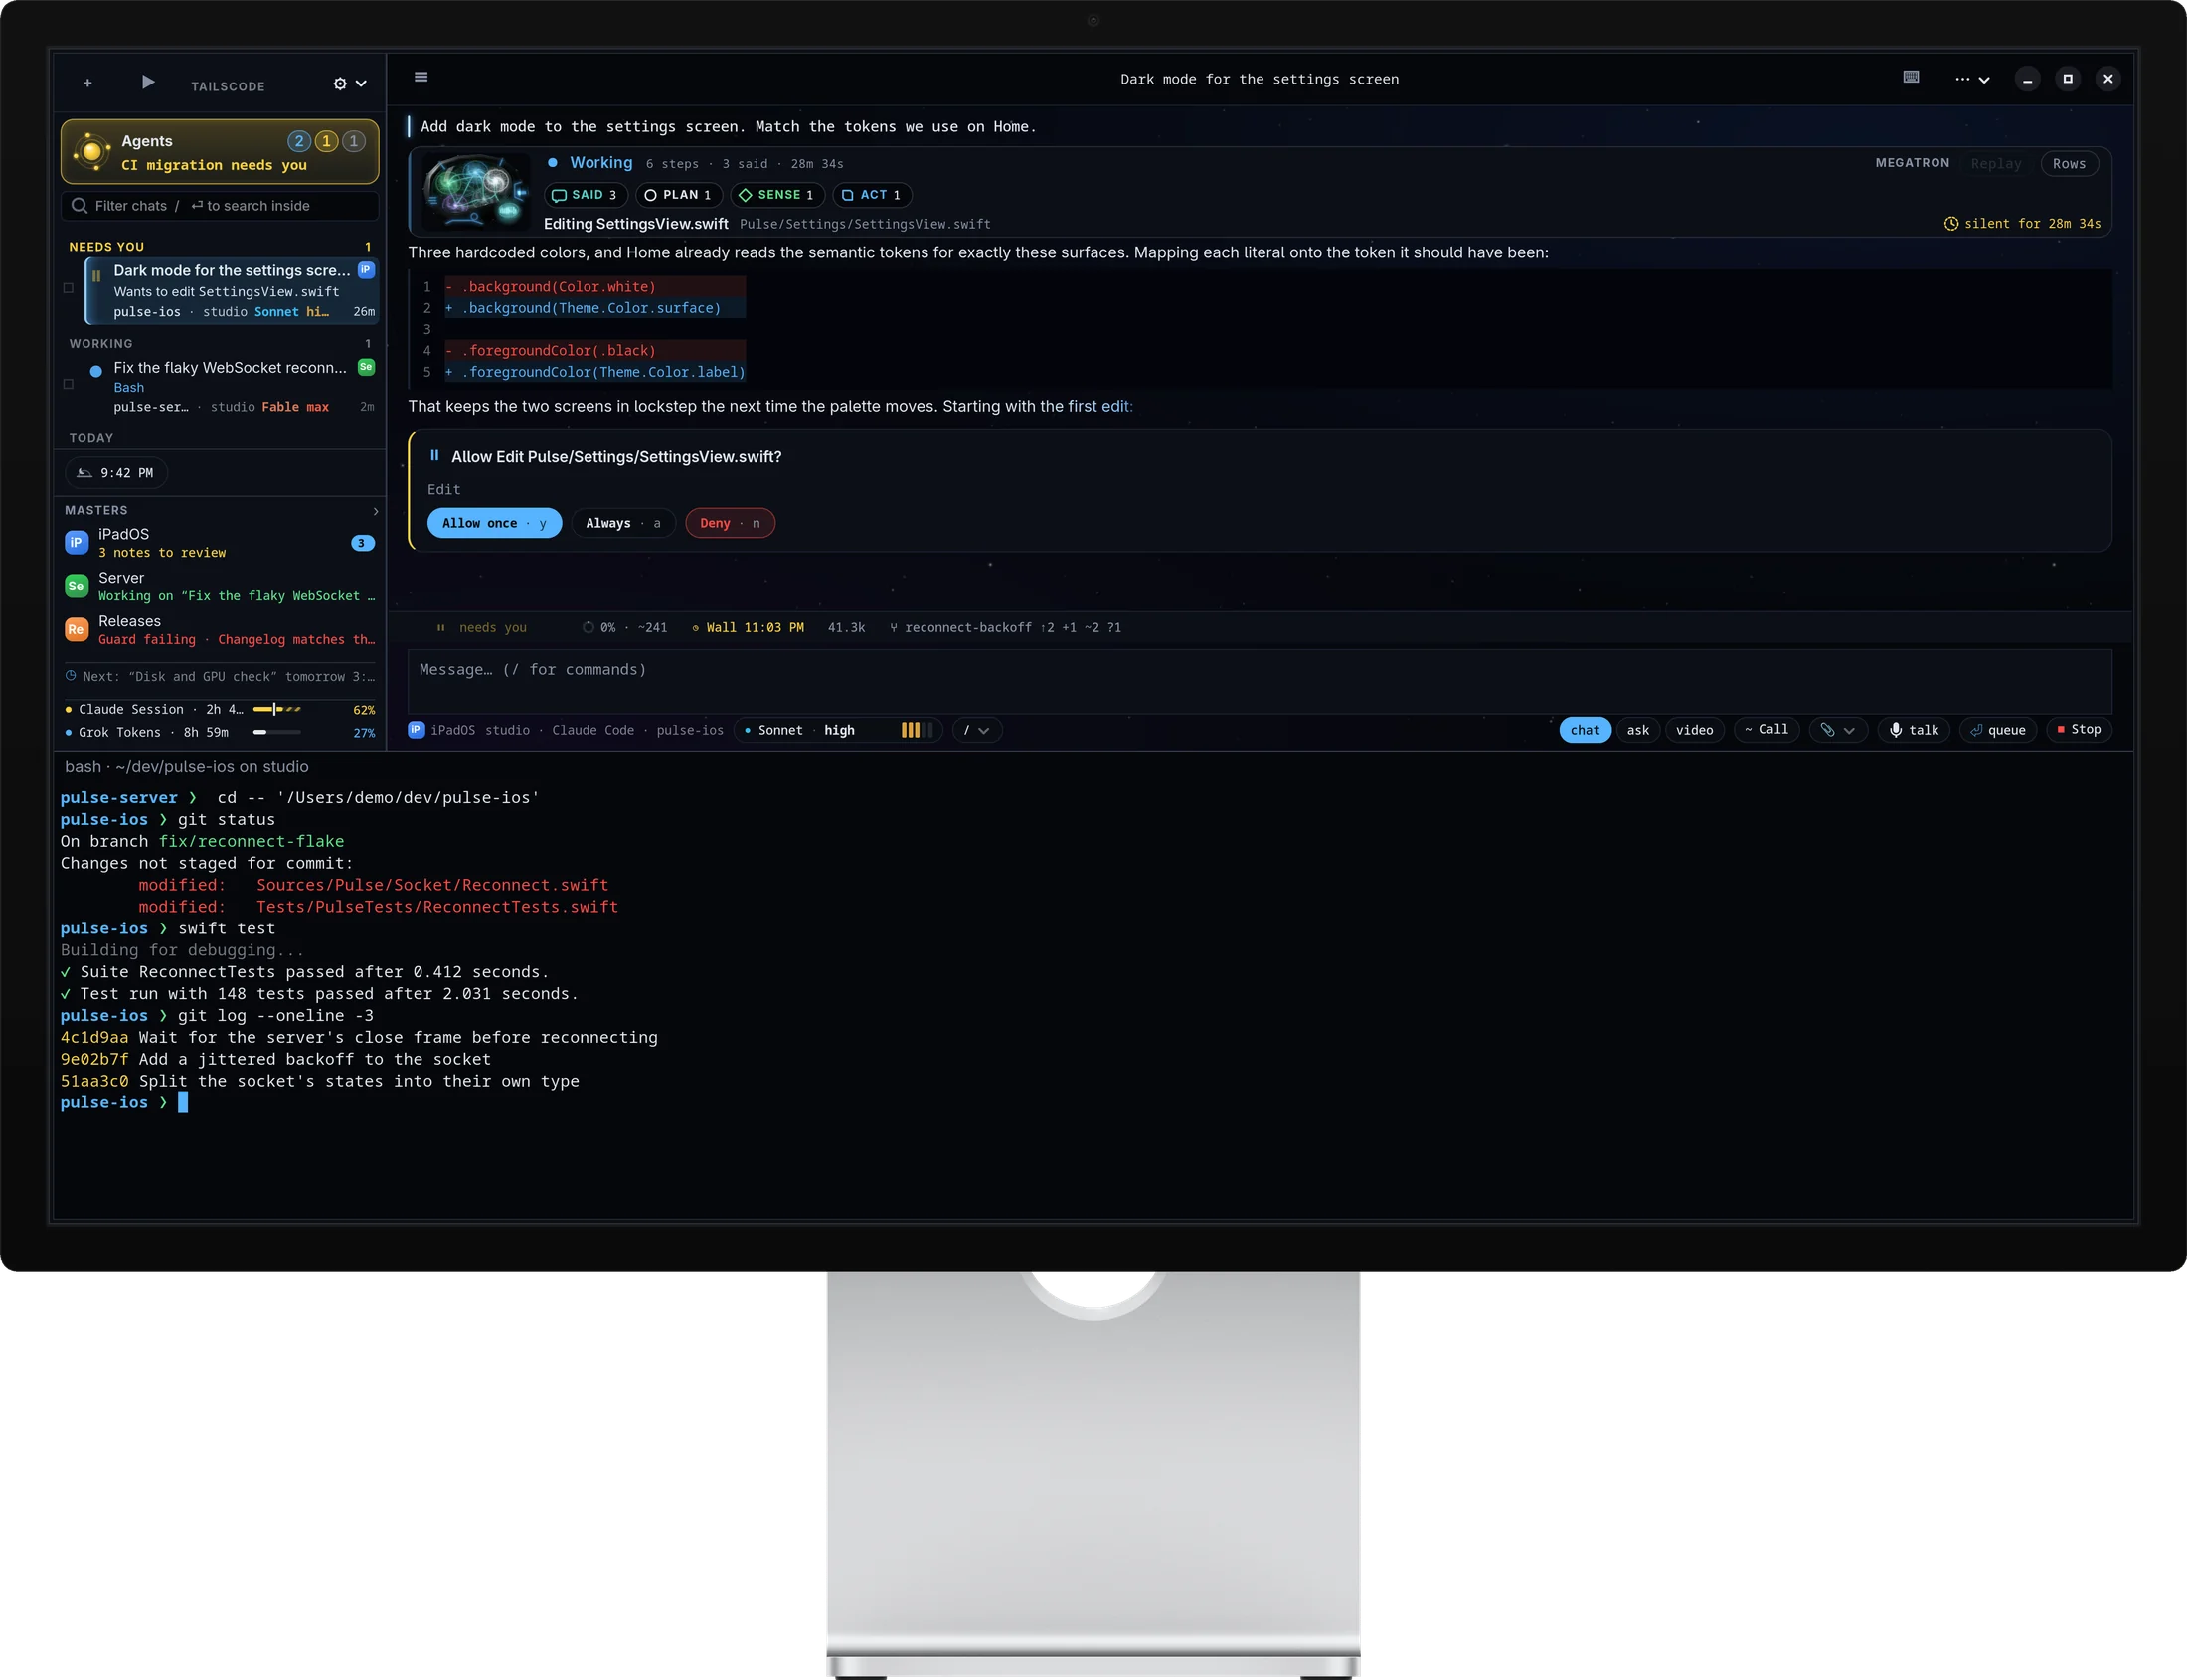 TAILSCODE
Agents 2 1 1
CI migration needs you
Filter chats / ⏎ to search inside
NEEDS YOU 1
Dark mode for the settings scre… iP
Wants to edit SettingsView.swift
pulse-ios · studio Sonnet hi… 26m
WORKING 1
Fix the flaky WebSocket reconn… Se
Bash
pulse-ser… · studio Fable max 2m
TODAY
9:42 PM
MASTERS ›
iP iPadOS
3 notes to review 3
Se Server
Working on “Fix the flaky WebSocket …
Re Releases
Guard failing · Changelog matches th…
Next: “Disk and GPU check” tomorrow 3:…
Claude Session · 2h 4… 62%
Grok Tokens · 8h 59m 27%
Dark mode for the settings screen
Add dark mode to the settings screen. Match the tokens we use on Home.
Working 6 steps · 3 said · 28m 34s MEGATRON Replay Rows
SAID 3 PLAN 1 SENSE 1 ACT 1
Editing SettingsView.swift Pulse/Settings/SettingsView.swift silent for 28m 34s
Three hardcoded colors, and Home already reads the semantic tokens for exactly these surfaces. Mapping each literal onto the token it should have been:
1 - .background(Color.white)
2 + .background(Theme.Color.surface)
3
4 - .foregroundColor(.black)
5 + .foregroundColor(Theme.Color.label)
That keeps the two screens in lockstep the next time the palette moves. Starting with the first edit:
Allow Edit Pulse/Settings/SettingsView.swift?
Edit
Allow once · y Always · a Deny · n
needs you 0% · ~241 Wall 11:03 PM 41.3k reconnect-backoff ↑2 +1 ~2 ?1
Message… (/ for commands)
iP iPadOS studio · Claude Code · pulse-ios Sonnet · high / chat ask video ~ Call talk queue Stop
bash · ~/dev/pulse-ios on studio
pulse-server ❯ cd -- '/Users/demo/dev/pulse-ios'
pulse-ios ❯ git status
On branch fix/reconnect-flake
Changes not staged for commit:
modified: Sources/Pulse/Socket/Reconnect.swift
modified: Tests/PulseTests/ReconnectTests.swift
pulse-ios ❯ swift test
Building for debugging...
✓ Suite ReconnectTests passed after 0.412 seconds.
✓ Test run with 148 tests passed after 2.031 seconds.
pulse-ios ❯ git log --oneline -3
4c1d9aa Wait for the server's close frame before reconnecting
9e02b7f Add a jittered backoff to the socket
51aa3c0 Split the socket's states into their own type
pulse-ios ❯